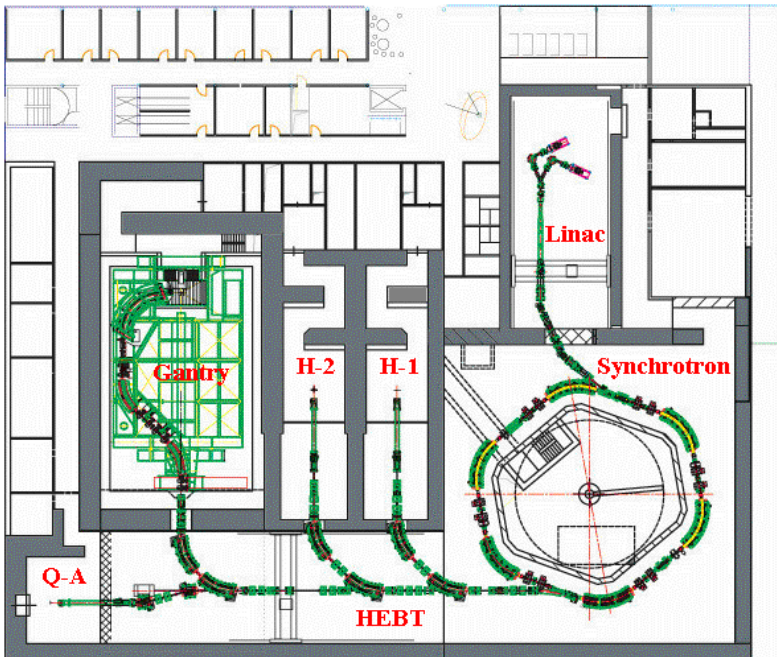 Linac
Gantry
H-2
H-1
Synchrotron
Q-A
HEBT